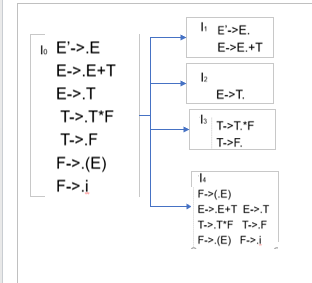 I₀ E'->.E
E->.E+T
E->.T
T->.T*F
T->.F
F->.(E)
F->.i
I₁ E'->E.
E->E.+T
I₂
E->T.
I₃ T->T.*F
T->F.
I₄
F->(.E)
E->.E+T E->.T
T->.T*F T->.F
F->.(E) F->.i